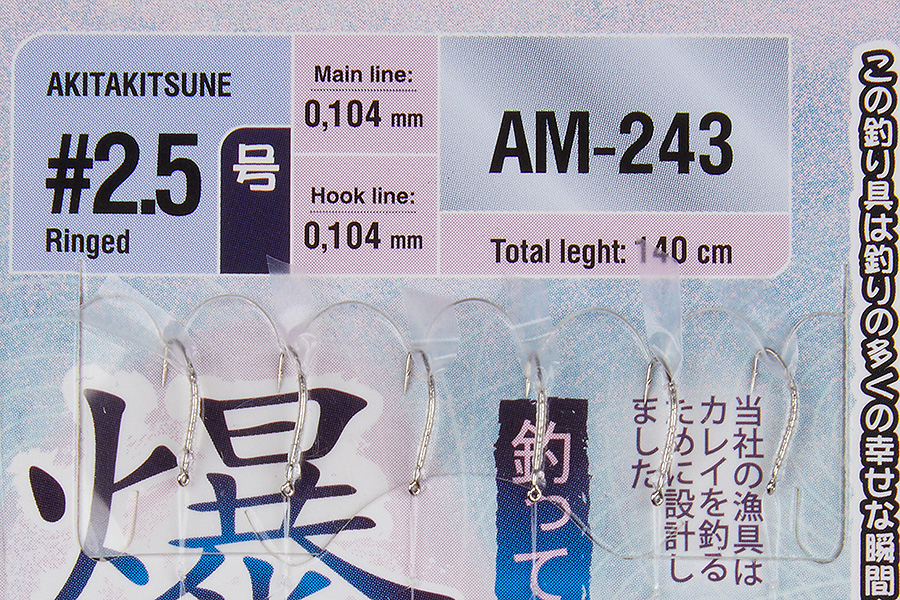 AKITAKITSUNE
#2.5
号
Ringed
Main line:
0,104 mm
Hook line:
0,104 mm
AM-243
Total leght: 140 cm
この釣り具は釣りの多くの幸せな瞬間
爆
釣って
当社の漁具は
カレイを釣る
ために設計し
ました